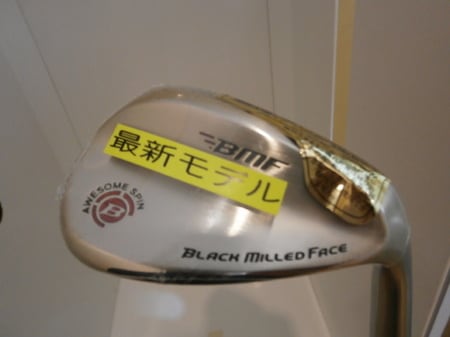 BMF
最新モデル
AWESOME SPIN
B
BLACK MILLED FACE